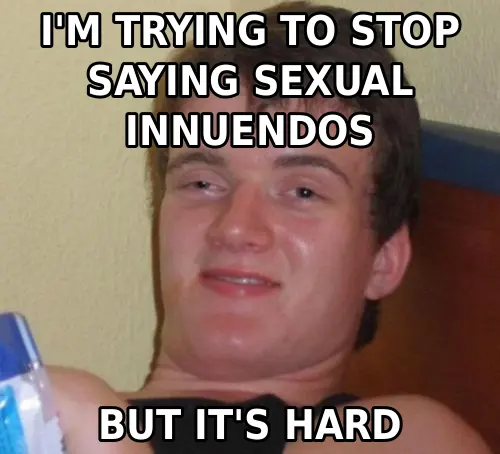 I'M TRYING TO STOP
SAYING SEXUAL
INNUENDOS
BUT IT'S HARD